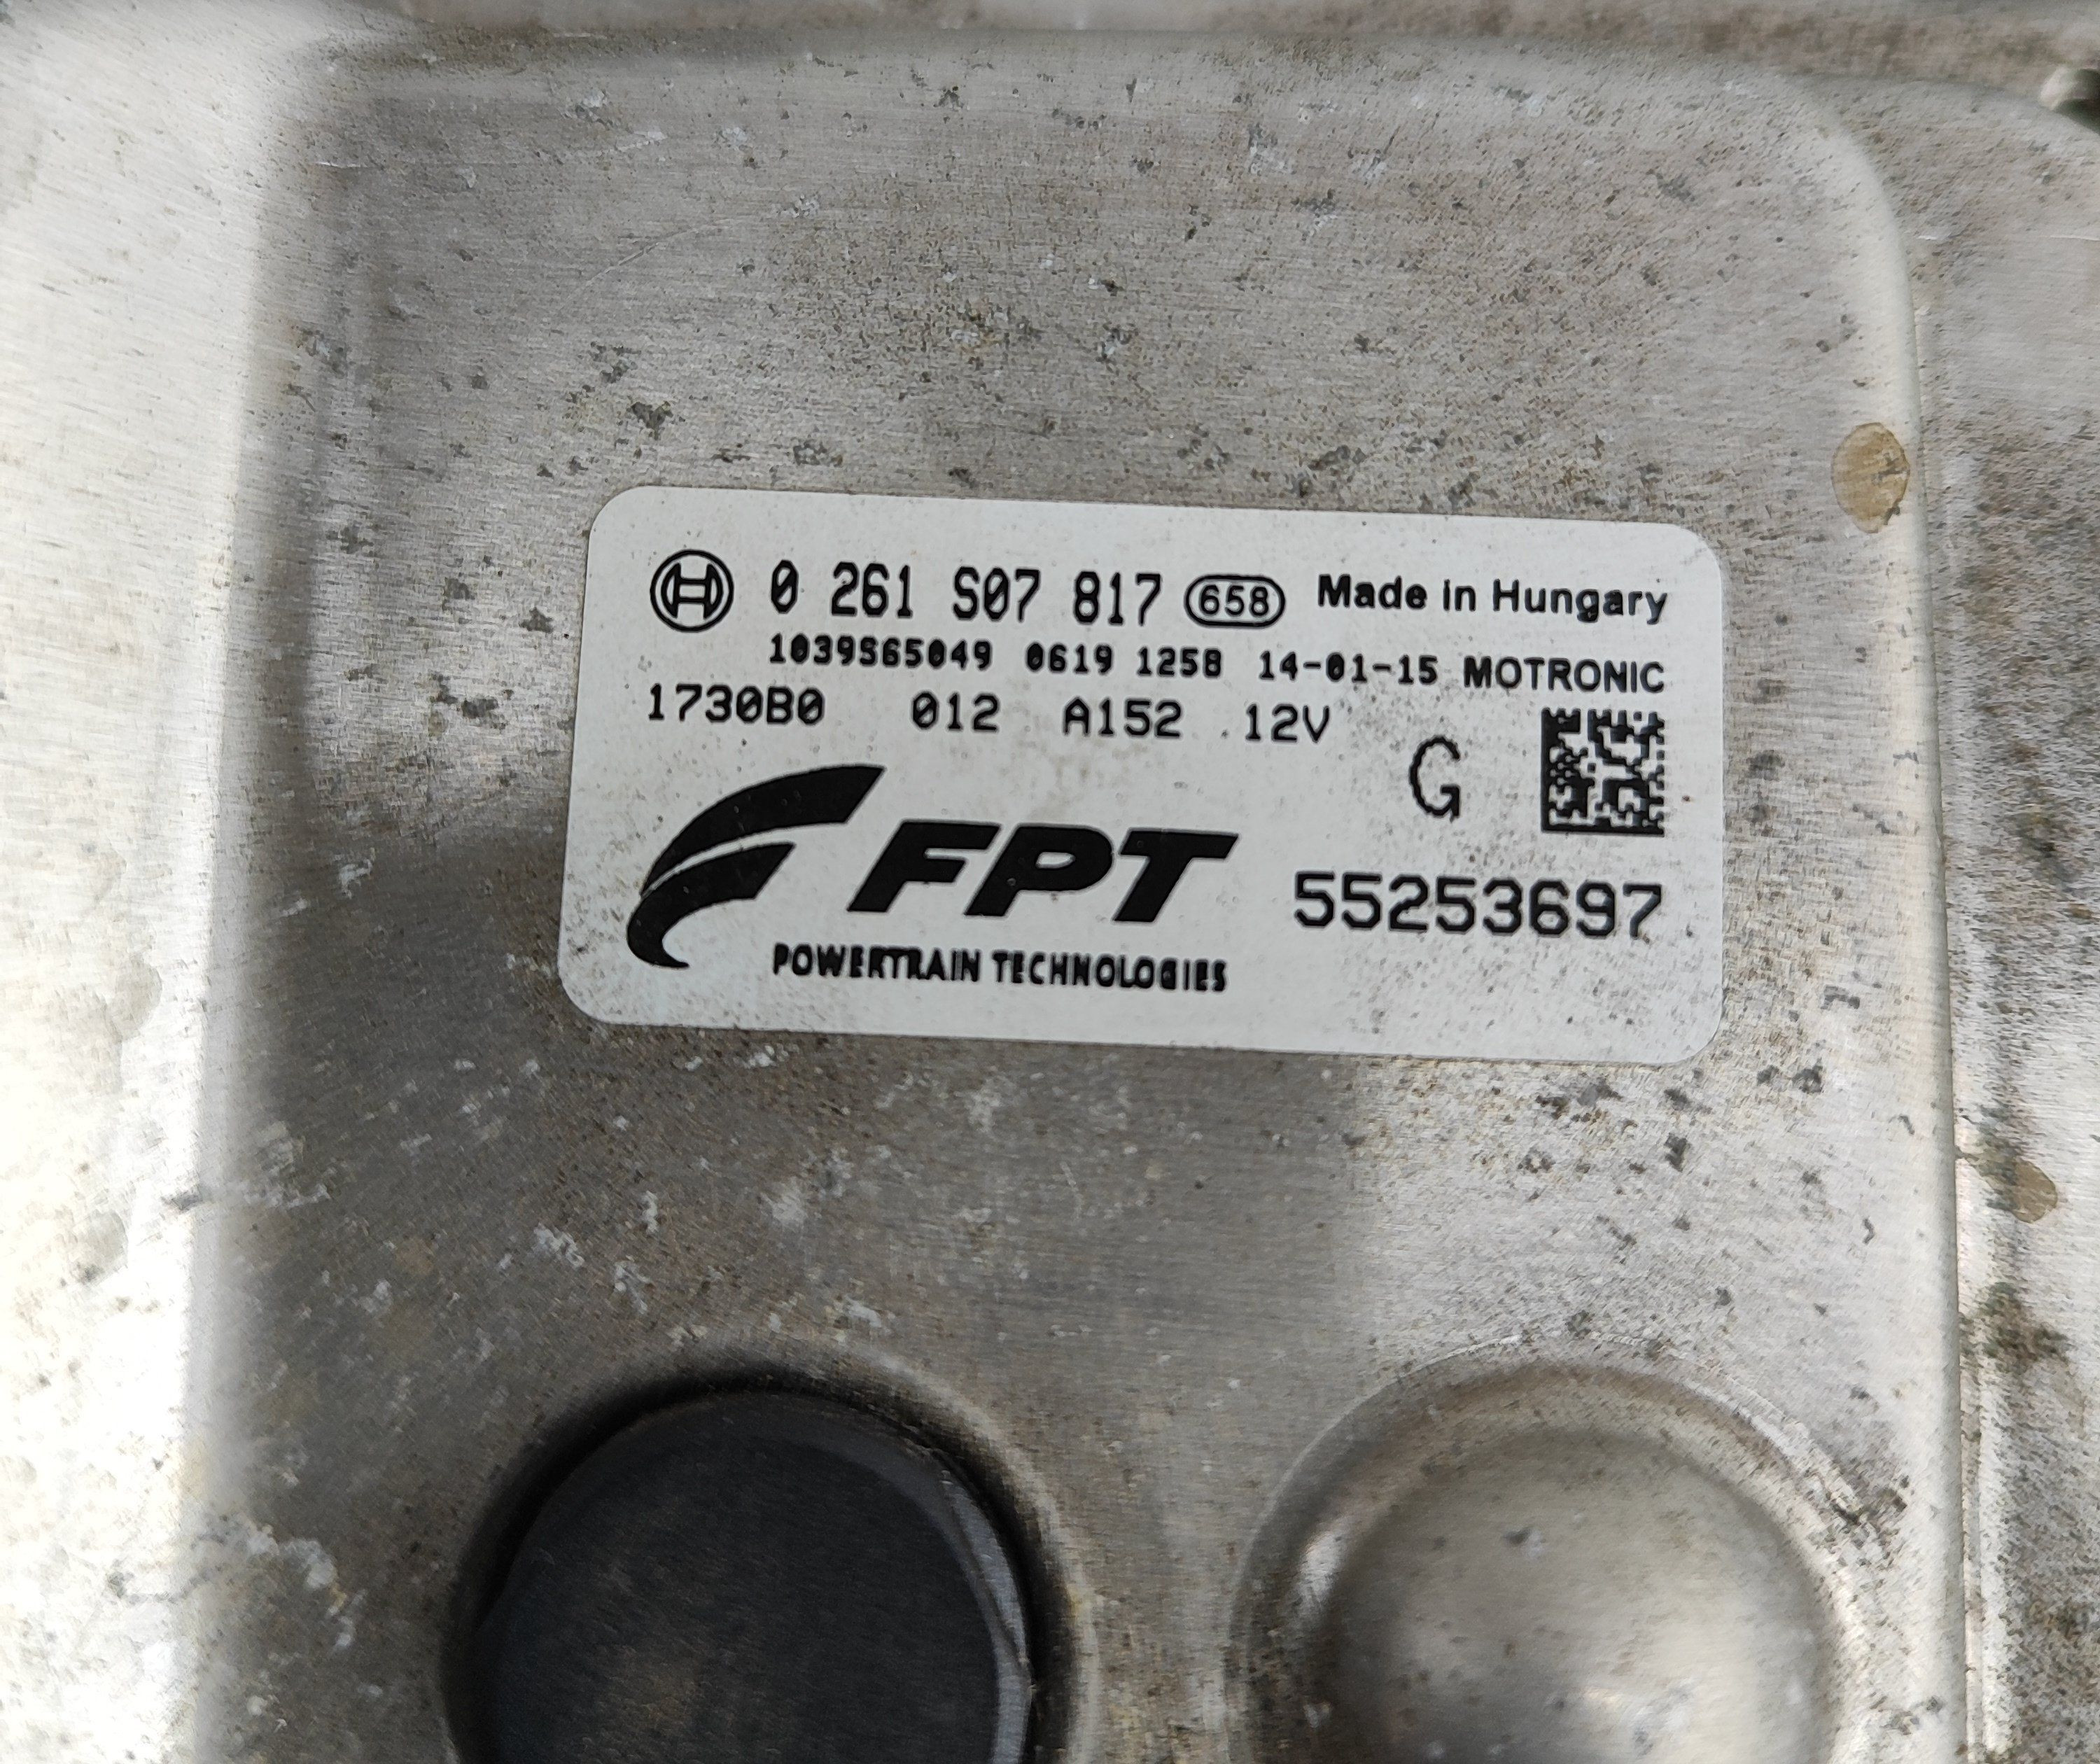 0 261 S07 817 658 Made in Hungary
1039S65049 0619 1258 14-01-15 MOTRONIC
1730B0 012 A152 12V
G
FPT 55253697
POWERTRAIN TECHNOLOGIES